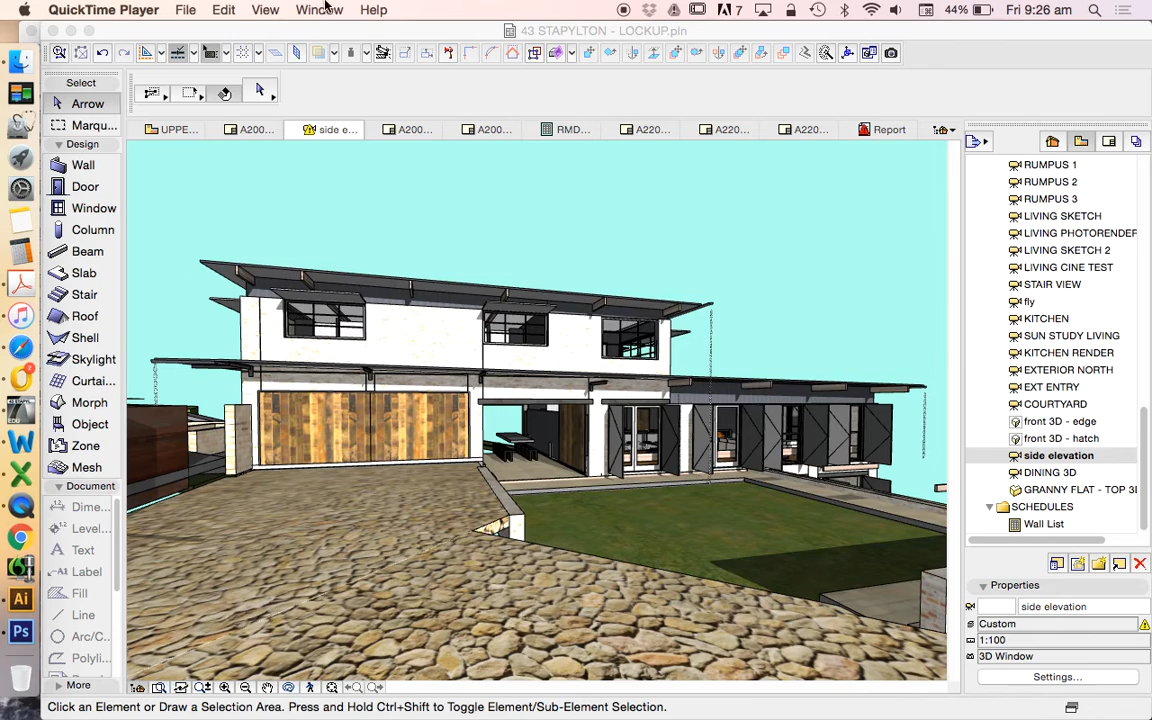 QuickTime Player File Edit View Window Help 7 44% Fri 9:26 am
43 STAPYLTON - LOCKUP.pln
Select
Arrow
Marqu...
Design
Wall
Door
Window
Column
Beam
Slab
Stair
Roof
Shell
Skylight
Curtai...
Morph
Object
Zone
Mesh
Document
Dime...
Level...
Text
Label
Fill
Line
Arc/C...
Polyli...
More
UPPE... A200... side e... A200... A200... RMD... A220... A220... A220... Report
RUMPUS 1
RUMPUS 2
RUMPUS 3
LIVING SKETCH
LIVING PHOTORENDER
LIVING SKETCH 2
LIVING CINE TEST
STAIR VIEW
fly
KITCHEN
SUN STUDY LIVING
KITCHEN RENDER
EXTERIOR NORTH
EXT ENTRY
COURTYARD
front 3D - edge
front 3D - hatch
side elevation
DINING 3D
GRANNY FLAT - TOP 3D
SCHEDULES
Wall List
Properties
side elevation
Custom
1:100
3D Window
Settings...
Click an Element or Draw a Selection Area. Press and Hold Ctrl+Shift to Toggle Element/Sub-Element Selection.